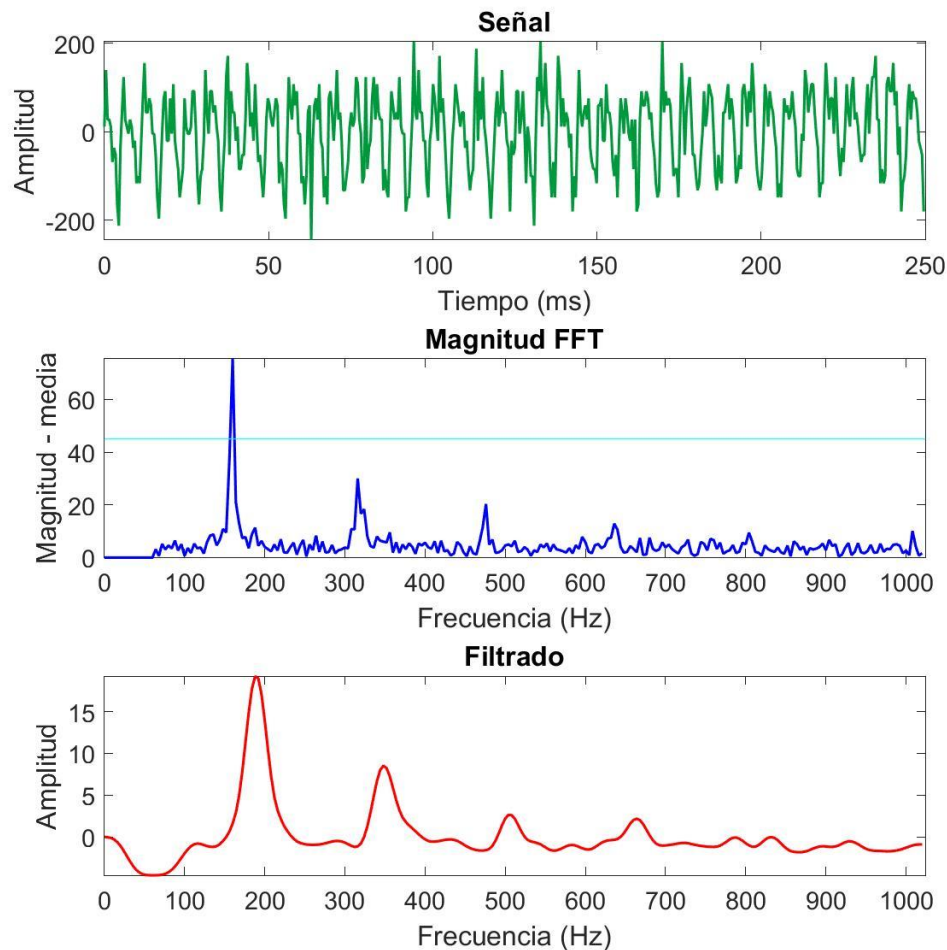 Señal
200
0
-200
Amplitud
0 50 100 150 200 250
Tiempo (ms)
Magnitud FFT
60
40
20
0
Magnitud - media
0 100 200 300 400 500 600 700 800 900 1000
Frecuencia (Hz)
Filtrado
15
10
5
0
Amplitud
0 100 200 300 400 500 600 700 800 900 1000
Frecuencia (Hz)